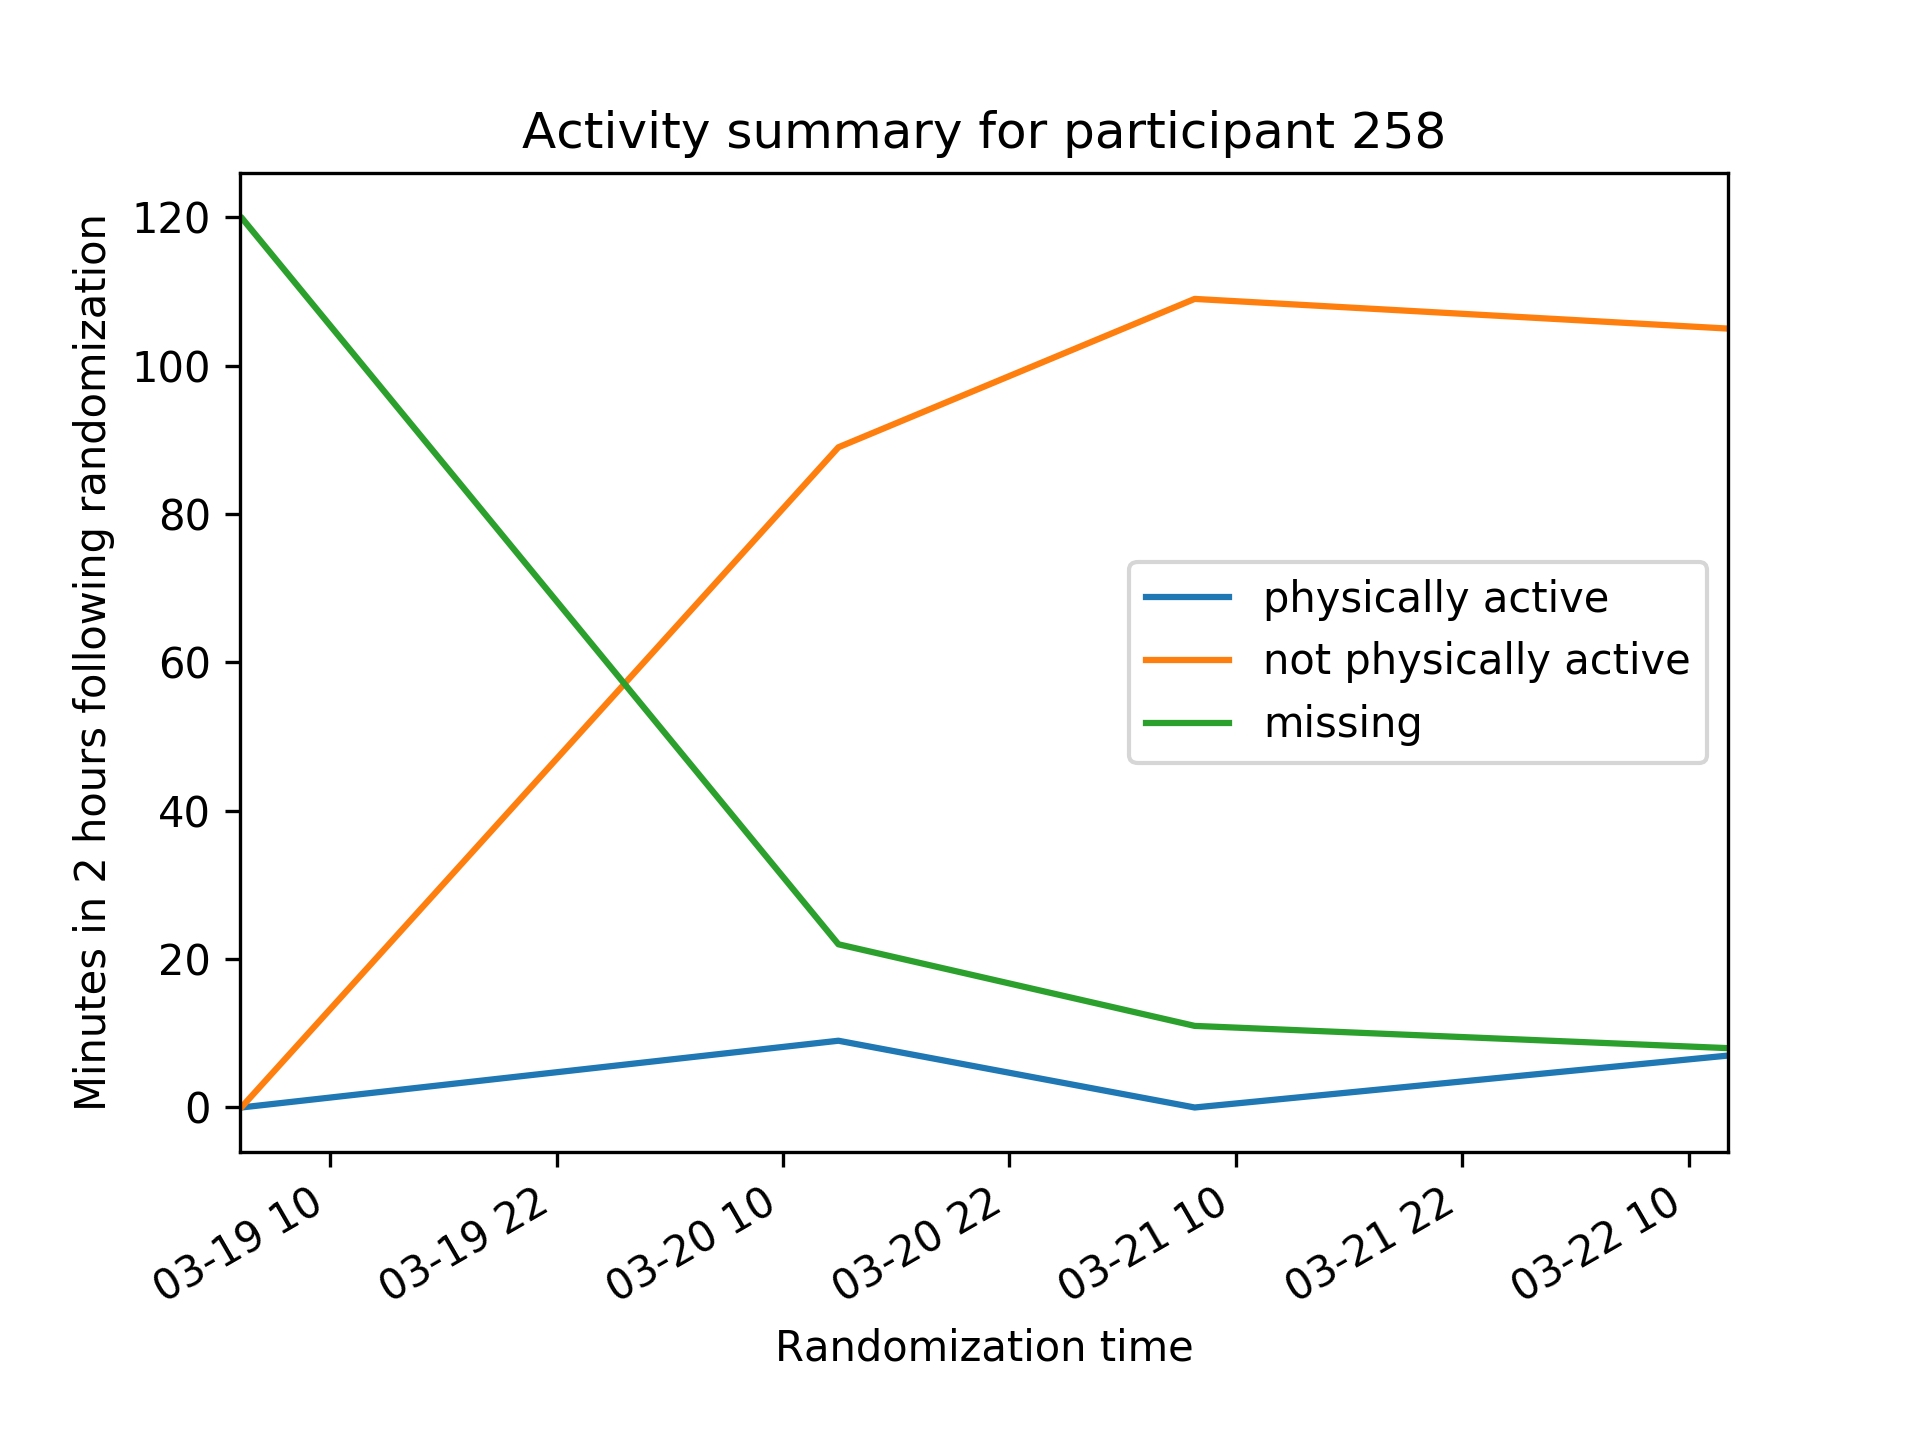 Activity summary for participant 258
Minutes in 2 hours following randomization
120
100
80
60
40
20
0
physically active
not physically active
missing
03-19 10
03-19 22
03-20 10
03-20 22
03-21 10
03-21 22
03-22 10
Randomization time